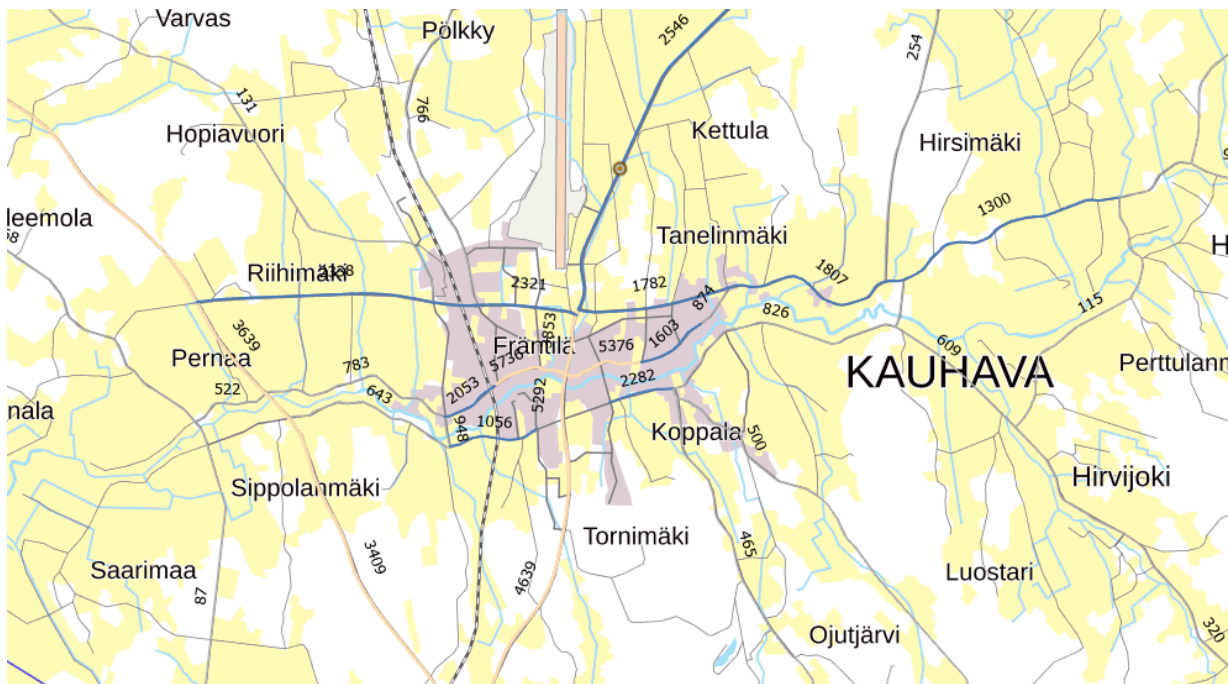 Varvas
Pölkky
2546
254
131
766
Kettula
Hopiavuori
Hirsimäki
1300
leemola
Tanelinmäki
H
Riihimäki
2321
1782
1807
874
115
853
826
3639
Fräntilä
5376
1603
609
Pernaa
783
5736
KAUHAVA
Perttulanm
522
643
2053
2282
5292
nala
948
1056
Koppala
500
Sippolanmäki
Hirvijoki
Tornimäki
465
3409
Saarimaa
4639
Luostari
87
Ojutjärvi
320